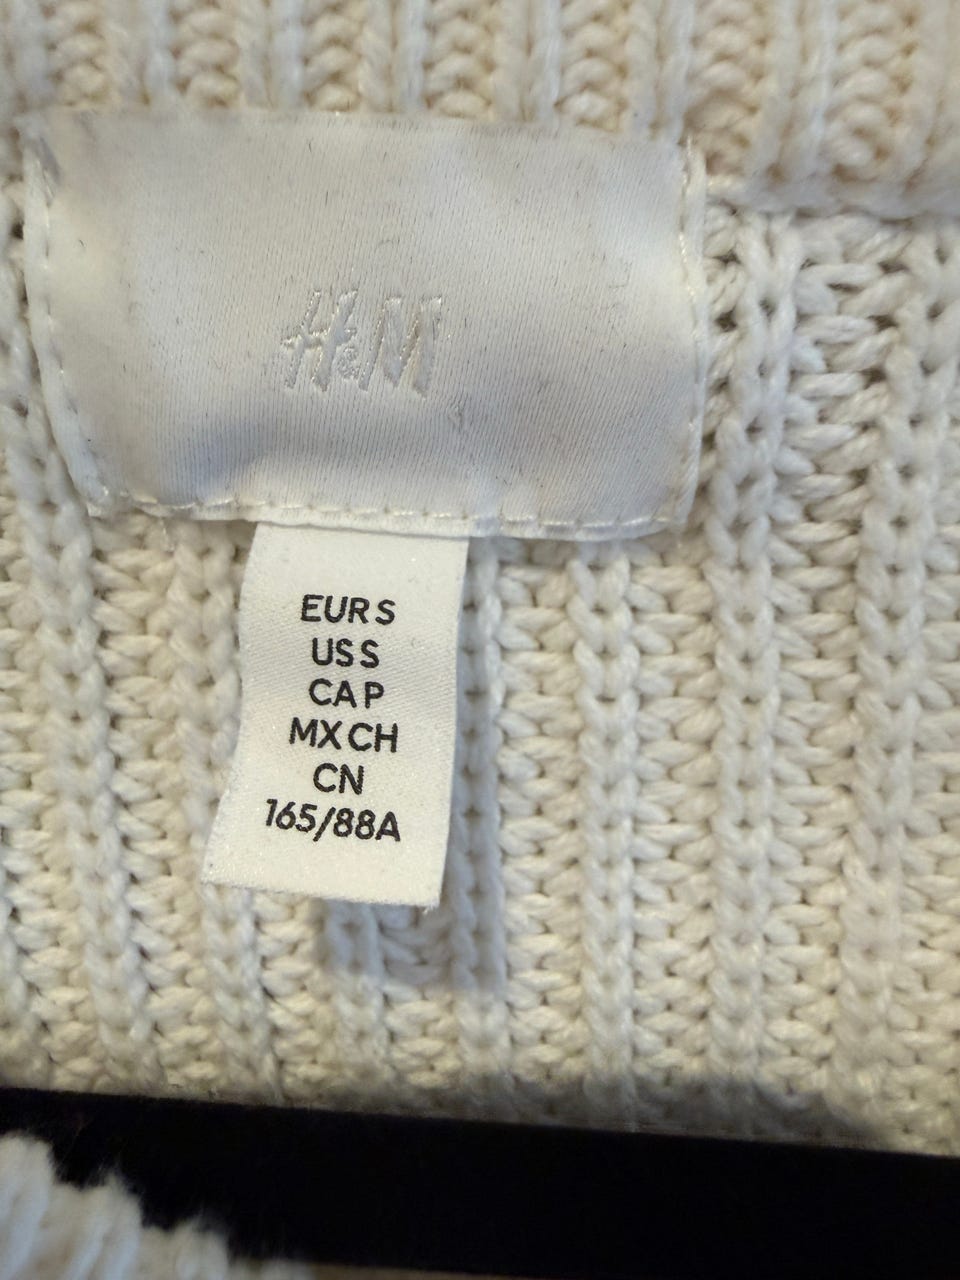 H&M
EUR S
US S
CA P
MX CH
CN
165/88A